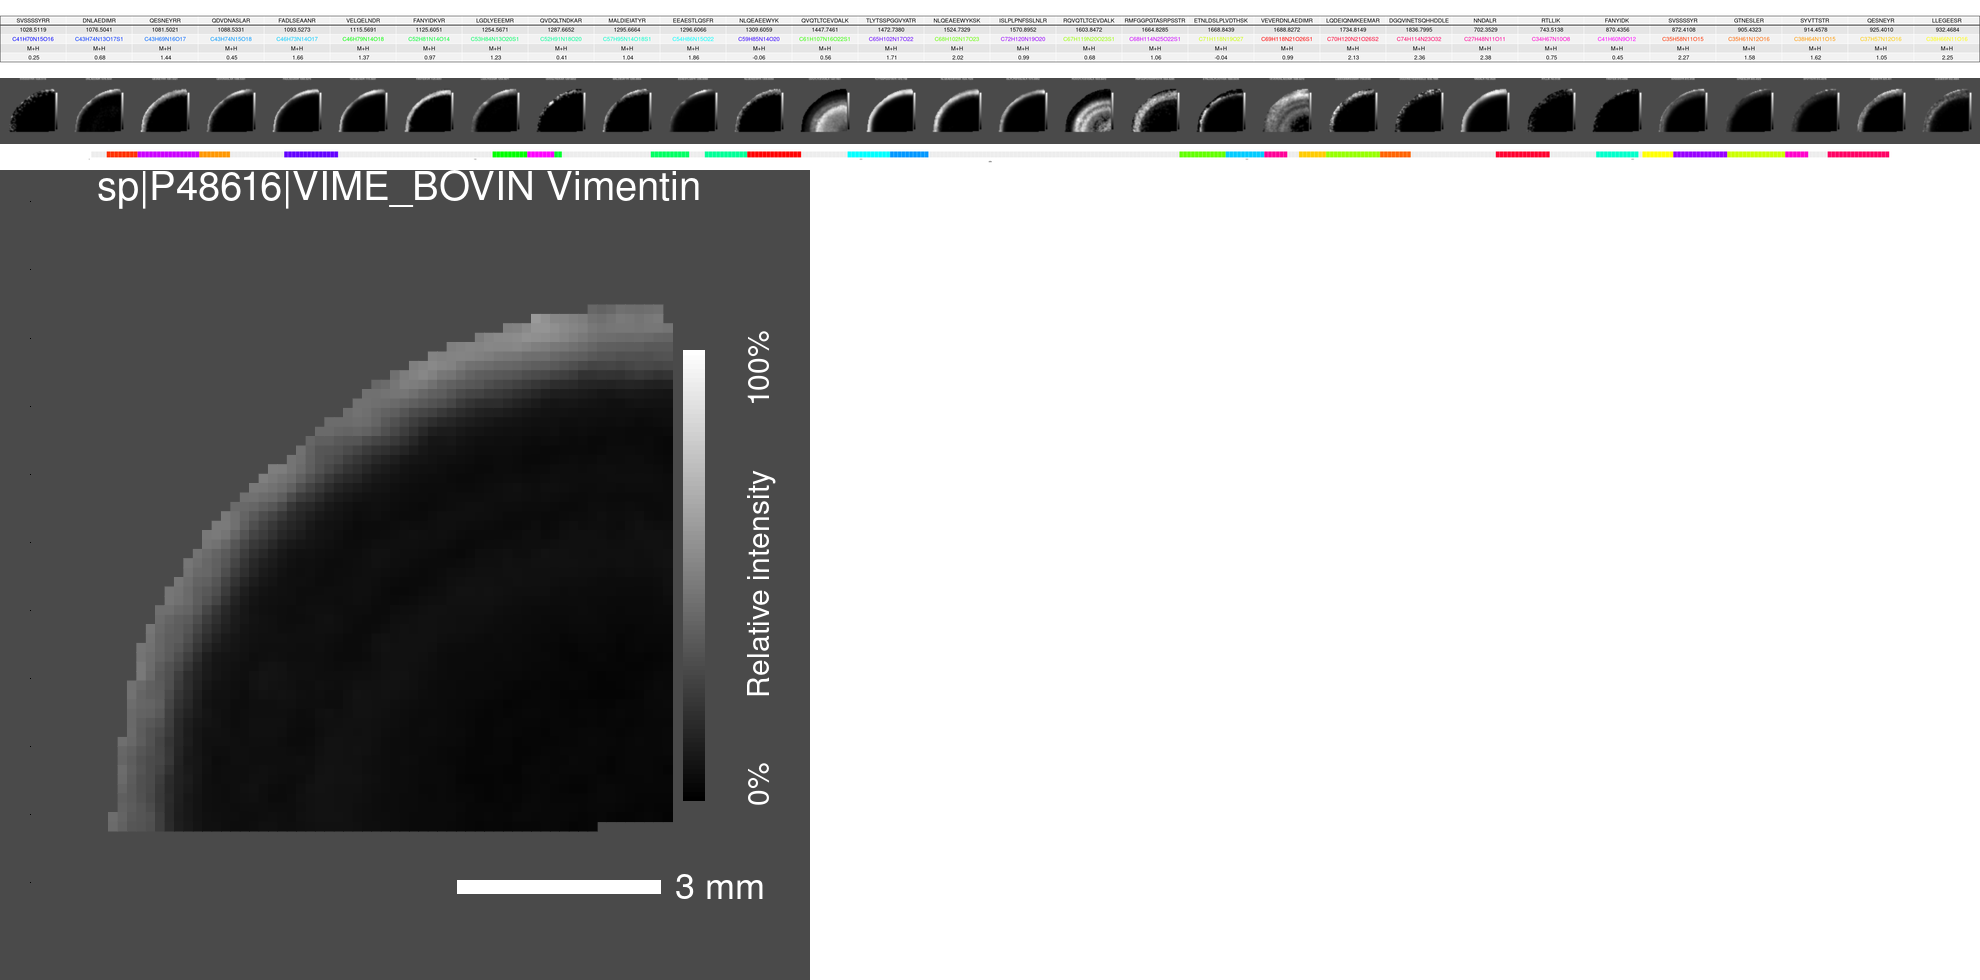 SVSSSSYRR DNLAEDIMR QESNEYRR QDVDNASLAR FADLSEAANR VELQELNDR FANYIDKVR LGDLYEEEMR QVDQLTNDKAR MALDIEIATYR EEAESTLQSFR NLQEAEEWYK QVQTLTCEVDALK TLYTSSPGGVYATR NLQEAEEWYKSK ISLPLPNFSSLNLR RQVQTLTCEVDALK RMFGGPGTASRPSSTR ETNLDSLPLVDTHSK VEVERDNLAEDIMR LQDEIQNMKEEMAR DGQVINETSQHHDDLE NNDALR RTLLIK FANYIDK SVSSSSYR GTNESLER SYVTTSTR QESNEYR LLEGEESR
1028.5119 1076.5041 1081.5021 1088.5331 1093.5273 1115.5691 1125.6051 1254.5671 1287.6652 1295.6664 1296.6066 1309.6059 1447.7461 1472.7380 1524.7329 1570.8952 1603.8472 1664.8285 1668.8439 1688.8272 1734.8149 1836.7995 702.3529 743.5138 870.4356 872.4108 905.4323 914.4578 925.4010 932.4684
C41H70N15O16 C43H74N13O17S1 C43H69N16O17 C43H74N15O18 C46H73N14O17 C46H79N14O18 C52H81N14O14 C53H84N13O20S1 C52H91N18O20 C57H95N14O18S1 C54H86N15O22 C59H85N14O20 C65H102N17O22 C72H120N19O20 C68H114N25O22S1 C69H118N21O26S1 C70H120N21O26S2 C74H114N23O32 C27H48N11O11 C34H67N10O8 C41H60N9O12 C35H58N11O15 C35H61N12O16 C38H64N11O15
M+H M+H M+H M+H M+H M+H M+H M+H M+H M+H M+H M+H M+H M+H M+H M+H M+H M+H M+H M+H M+H M+H M+H M+H M+H M+H M+H M+H M+H M+H
0.25 0.68 1.44 0.45 1.66 1.37 0.97 1.23 0.41 1.04 1.86 -0.06 0.56 1.71 2.02 0.99 0.68 1.06 -0.04 0.99 2.13 2.36 2.38 0.75 0.45 2.27 1.58 1.62 1.05 2.25
sp|P48616|VIME_BOVIN Vimentin
100%
Relative intensity
0%
3 mm